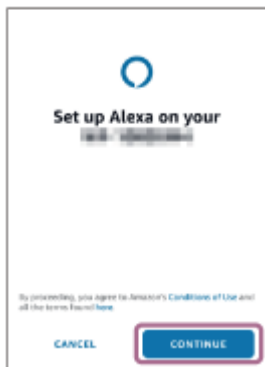 Set up Alexa on your
By proceeding, you agree to Amazon's Conditions of Use and
all the terms found here.
CANCEL
CONTINUE